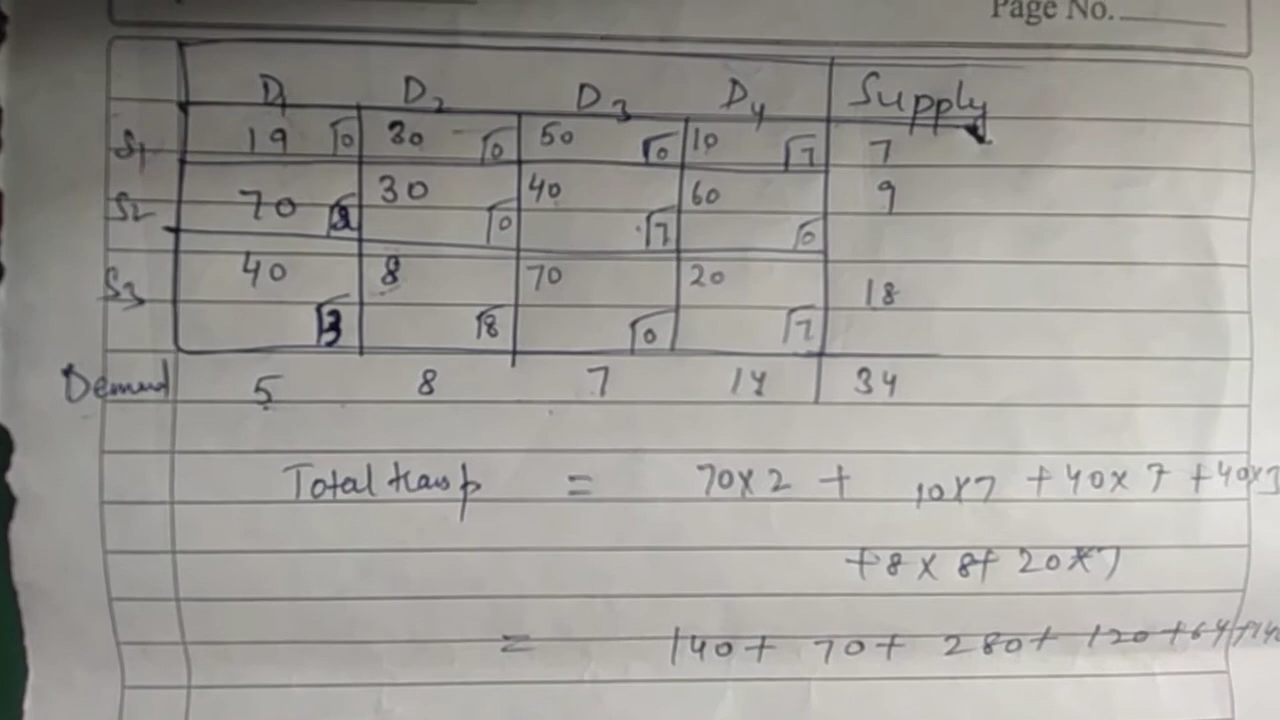 Page No.
D1 D2 D3 D4 Supply
S1 19 0 30 0 50 0 10 7 7
S2 70 2 30 0 40 7 60 0 9
S3 40 3 8 8 70 0 20 7 18
Demand 5 8 7 14 34
Total transp = 70x2 + 10x7 + 40x7 + 40x3
+ 8x8 + 20x7
= 140 + 70 + 280 + 120 + 64 + 14